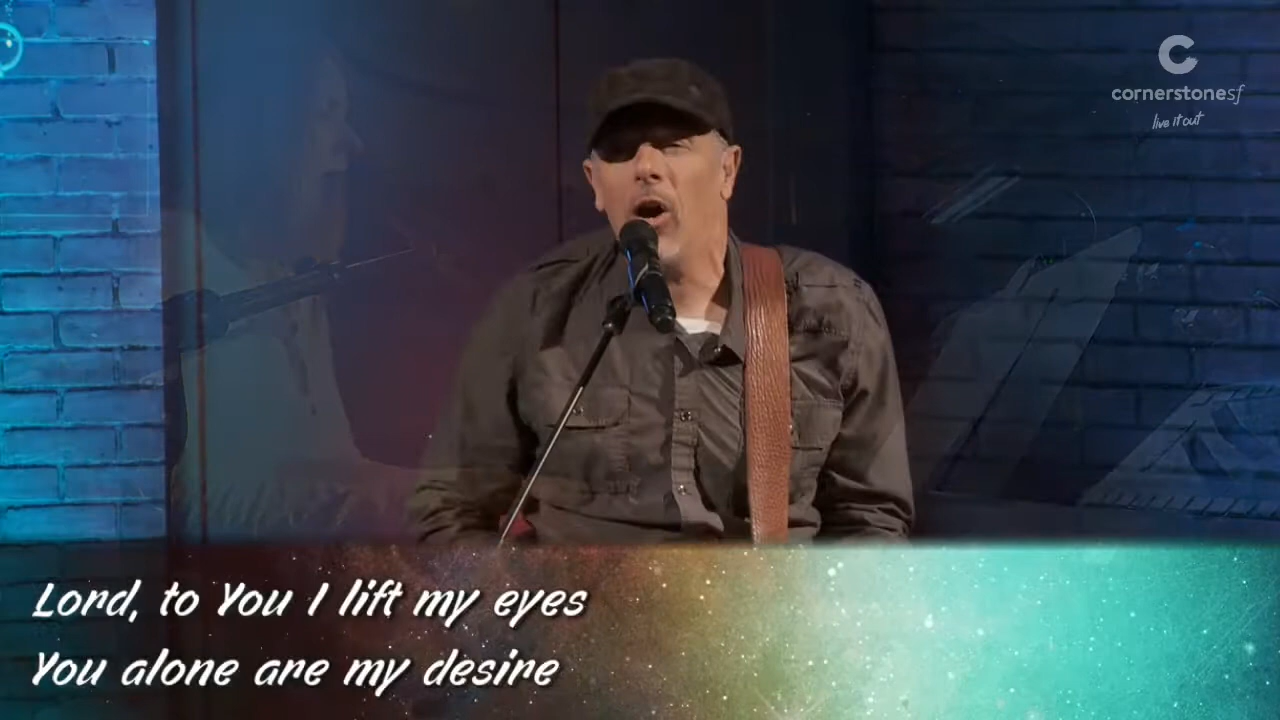 C
cornerstonesf
live it out
Lord, to You I lift my eyes
You alone are my desire